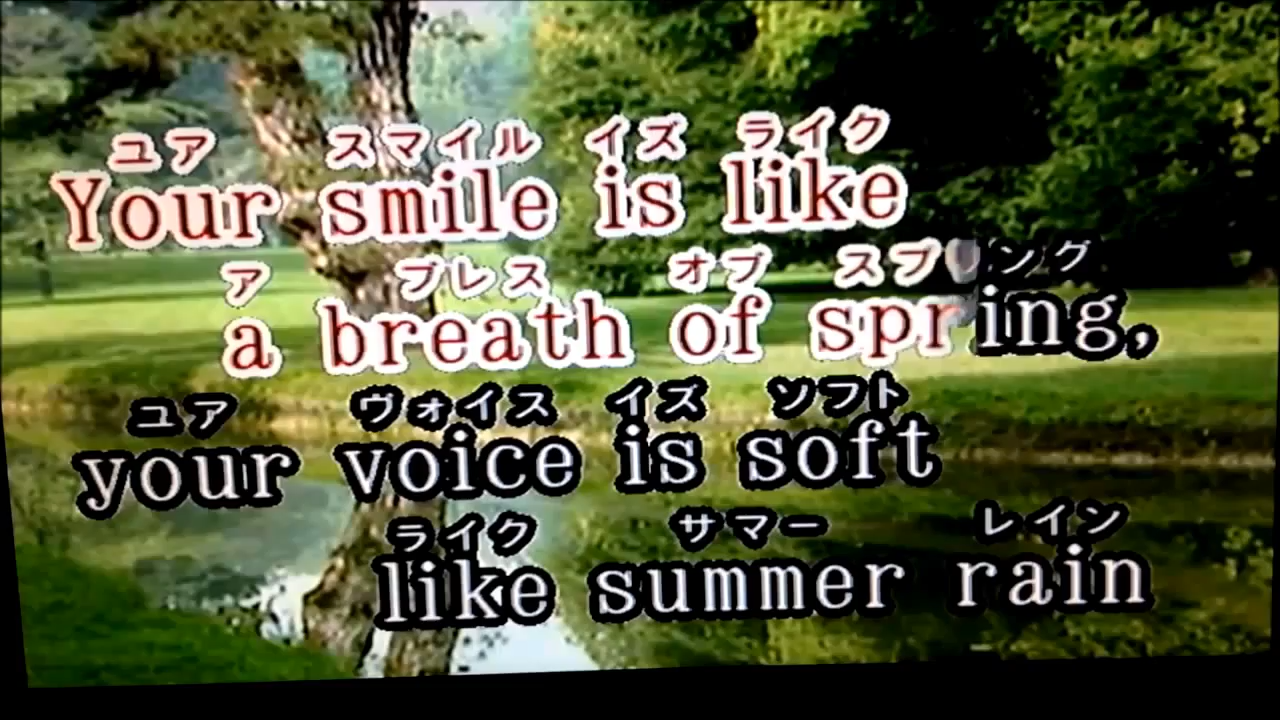 ユア スマイル イズ ライク
Your smile is like
ア ブレス オブ スプリング
a breath of spring,
ユア ヴォイス イズ ソフト
your voice is soft
ライク サマー レイン
like summer rain